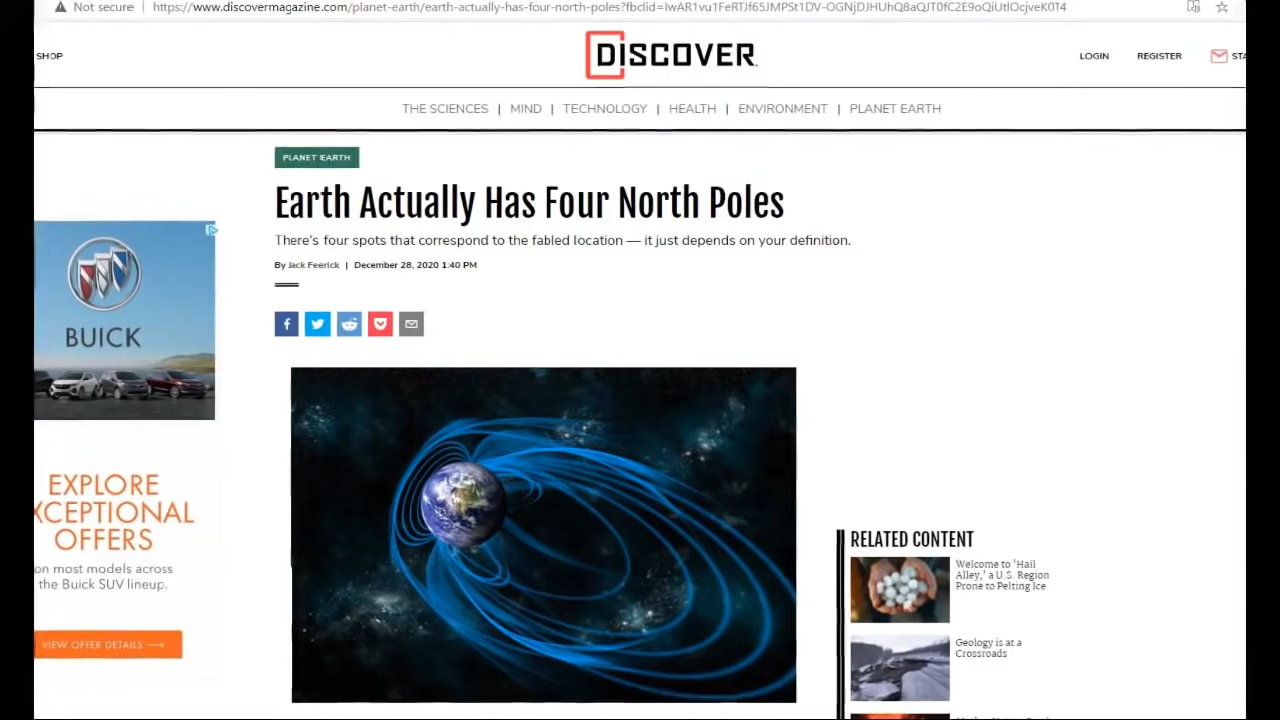 Not secure
https://www.discovermagazine.com/planet-earth/earth-actually-has-four-north-poles?fbclid=
SHOP
DISCOVER
LOGIN REGISTER
THE SCIENCES | MIND | TECHNOLOGY | HEALTH | ENVIRONMENT | PLANET EARTH
PLANET EARTH
Earth Actually Has Four North Poles
There's four spots that correspond to the fabled location — it just depends on your definition.
By Jack Feerick | December 28, 2020 1:40 PM
BUICK
EXPLORE
XCEPTIONAL
OFFERS
on most models across
the Buick SUV lineup.
VIEW OFFER DETAILS
RELATED CONTENT
Welcome to 'Hail
Alley,' a U.S. Region
Prone to Pelting Ice
Geology is at a
Crossroads